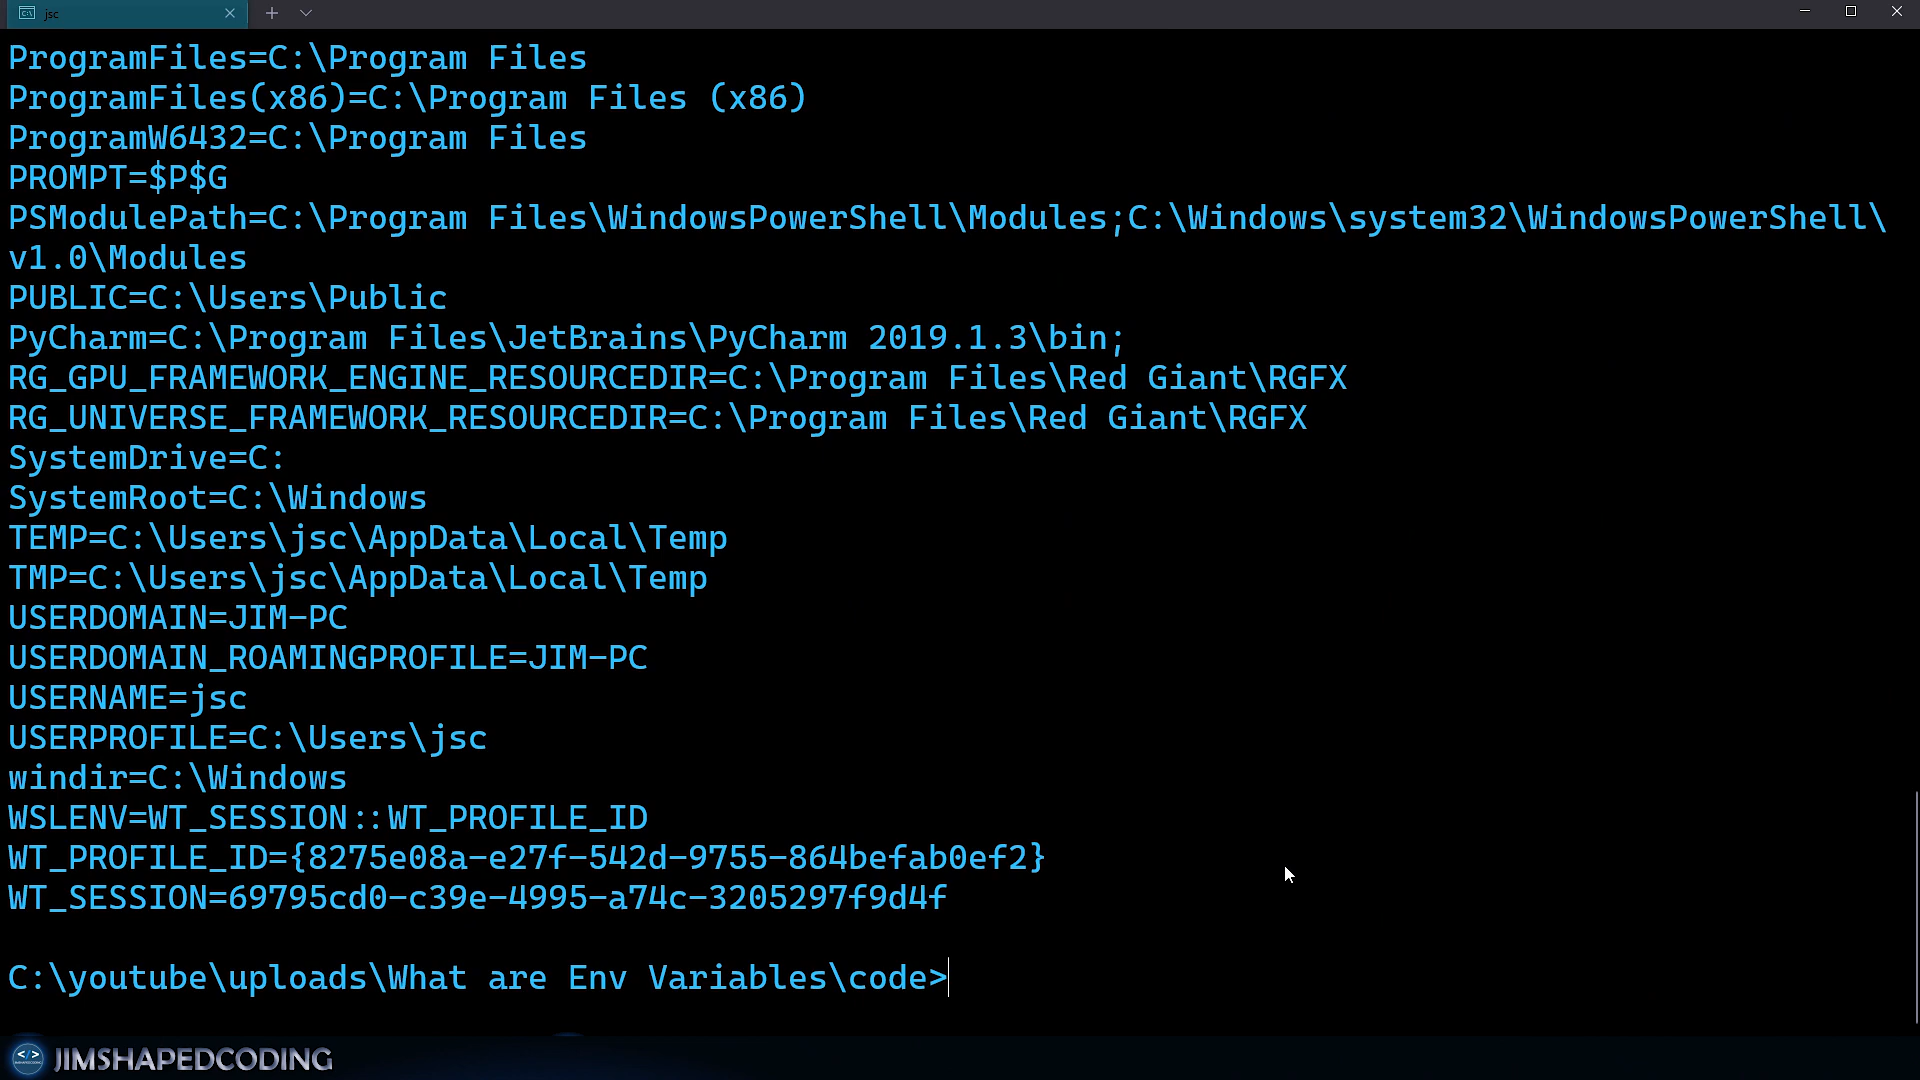 jsc
ProgramFiles=C:\Program Files
ProgramFiles(x86)=C:\Program Files (x86)
ProgramW6432=C:\Program Files
PROMPT=$P$G
PSModulePath=C:\Program Files\WindowsPowerShell\Modules;C:\Windows\system32\WindowsPowerShell\
v1.0\Modules
PUBLIC=C:\Users\Public
PyCharm=C:\Program Files\JetBrains\PyCharm 2019.1.3\bin;
RG_GPU_FRAMEWORK_ENGINE_RESOURCEDIR=C:\Program Files\Red Giant\RGFX
RG_UNIVERSE_FRAMEWORK_RESOURCEDIR=C:\Program Files\Red Giant\RGFX
SystemDrive=C:
SystemRoot=C:\Windows
TEMP=C:\Users\jsc\AppData\Local\Temp
TMP=C:\Users\jsc\AppData\Local\Temp
USERDOMAIN=JIM-PC
USERDOMAIN_ROAMINGPROFILE=JIM-PC
USERNAME=jsc
USERPROFILE=C:\Users\jsc
windir=C:\Windows
WSLENV=WT_SESSION::WT_PROFILE_ID
WT_PROFILE_ID={8275e08a-e27f-542d-9755-864befab0ef2}
WT_SESSION=69795cd0-c39e-4995-a74c-3205297f9d4f
C:\youtube\uploads\What are Env Variables\code>
JIMSHAPEDCODING